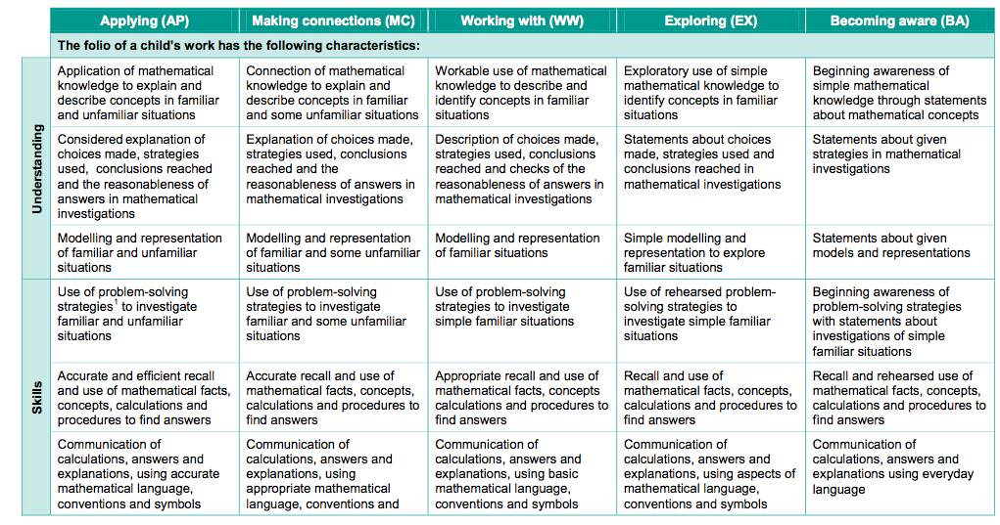 Applying (AP)
Making connections (MC)
Working with (WW)
Exploring (EX)
Becoming aware (BA)
The folio of a child's work has the following characteristics:
Understanding
Application of mathematical
knowledge to explain and
describe concepts in familiar
and unfamiliar situations
Connection of mathematical
knowledge to explain and
describe concepts in familiar
and some unfamiliar situations
Workable use of mathematical
knowledge to describe and
identify concepts in familiar
situations
Exploratory use of simple
mathematical knowledge to
identify concepts in familiar
situations
Beginning awareness of
simple mathematical
knowledge through statements
about mathematical concepts
Considered explanation of
choices made, strategies
used, conclusions reached
and the reasonableness of
answers in mathematical
investigations
Explanation of choices made,
strategies used, conclusions
reached and the
reasonableness of answers in
mathematical investigations
Description of choices made,
strategies used, conclusions
reached and checks of the
reasonableness of answers in
mathematical investigations
Statements about choices
made, strategies used and
conclusions reached in
mathematical investigations
Statements about given
strategies in mathematical
investigations
Modelling and representation
of familiar and unfamiliar
situations
Modelling and representation
of familiar and some unfamiliar
situations
Modelling and representation
of familiar situations
Simple modelling and
representation to explore
familiar situations
Statements about given
models and representations
Skills
Use of problem-solving
strategies¹ to investigate
familiar and unfamiliar
situations
Use of problem-solving
strategies to investigate
familiar and some unfamiliar
situations
Use of problem-solving
strategies to investigate
simple familiar situations
Use of rehearsed problem-
solving strategies to
investigate simple familiar
situations
Beginning awareness of
problem-solving strategies
with statements about
investigations of simple
familiar situations
Accurate and efficient recall
and use of mathematical facts,
concepts, calculations and
procedures to find answers
Accurate recall and use of
mathematical facts, concepts,
calculations and procedures to
find answers
Appropriate recall and use of
mathematical facts, concepts
calculations and procedures to
find answers
Recall and use of
mathematical facts, concepts,
calculations and procedures to
find answers
Recall and rehearsed use of
mathematical facts, concepts,
calculations and procedures to
find answers
Communication of
calculations, answers and
explanations, using accurate
mathematical language,
conventions and symbols
Communication of
calculations, answers and
explanations, using
appropriate mathematical
language, conventions and
Communication of
calculations, answers and
explanations, using basic
mathematical language,
conventions and symbols
Communication of
calculations, answers and
explanations, using aspects of
mathematical language,
conventions and symbols
Communication of
calculations, answers and
explanations using everyday
language